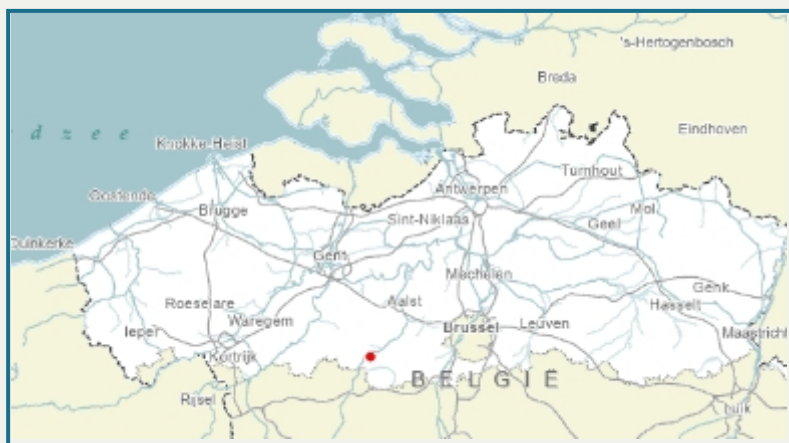 's-Hertogenbosch
Breda
Eindhoven
d z e e
Knokke-Heist
Turnhout
Antwerpen
Oostende
Mol
Brugge
Sint-Niklaas
Geel
Duinkerke
Gent
Mechelen
Genk
Roeselare
Aalst
Hasselt
Waregem
Brussel
Leuven
Maastricht
Ieper
Kortrijk
BELGIË
Rijsel
Luik